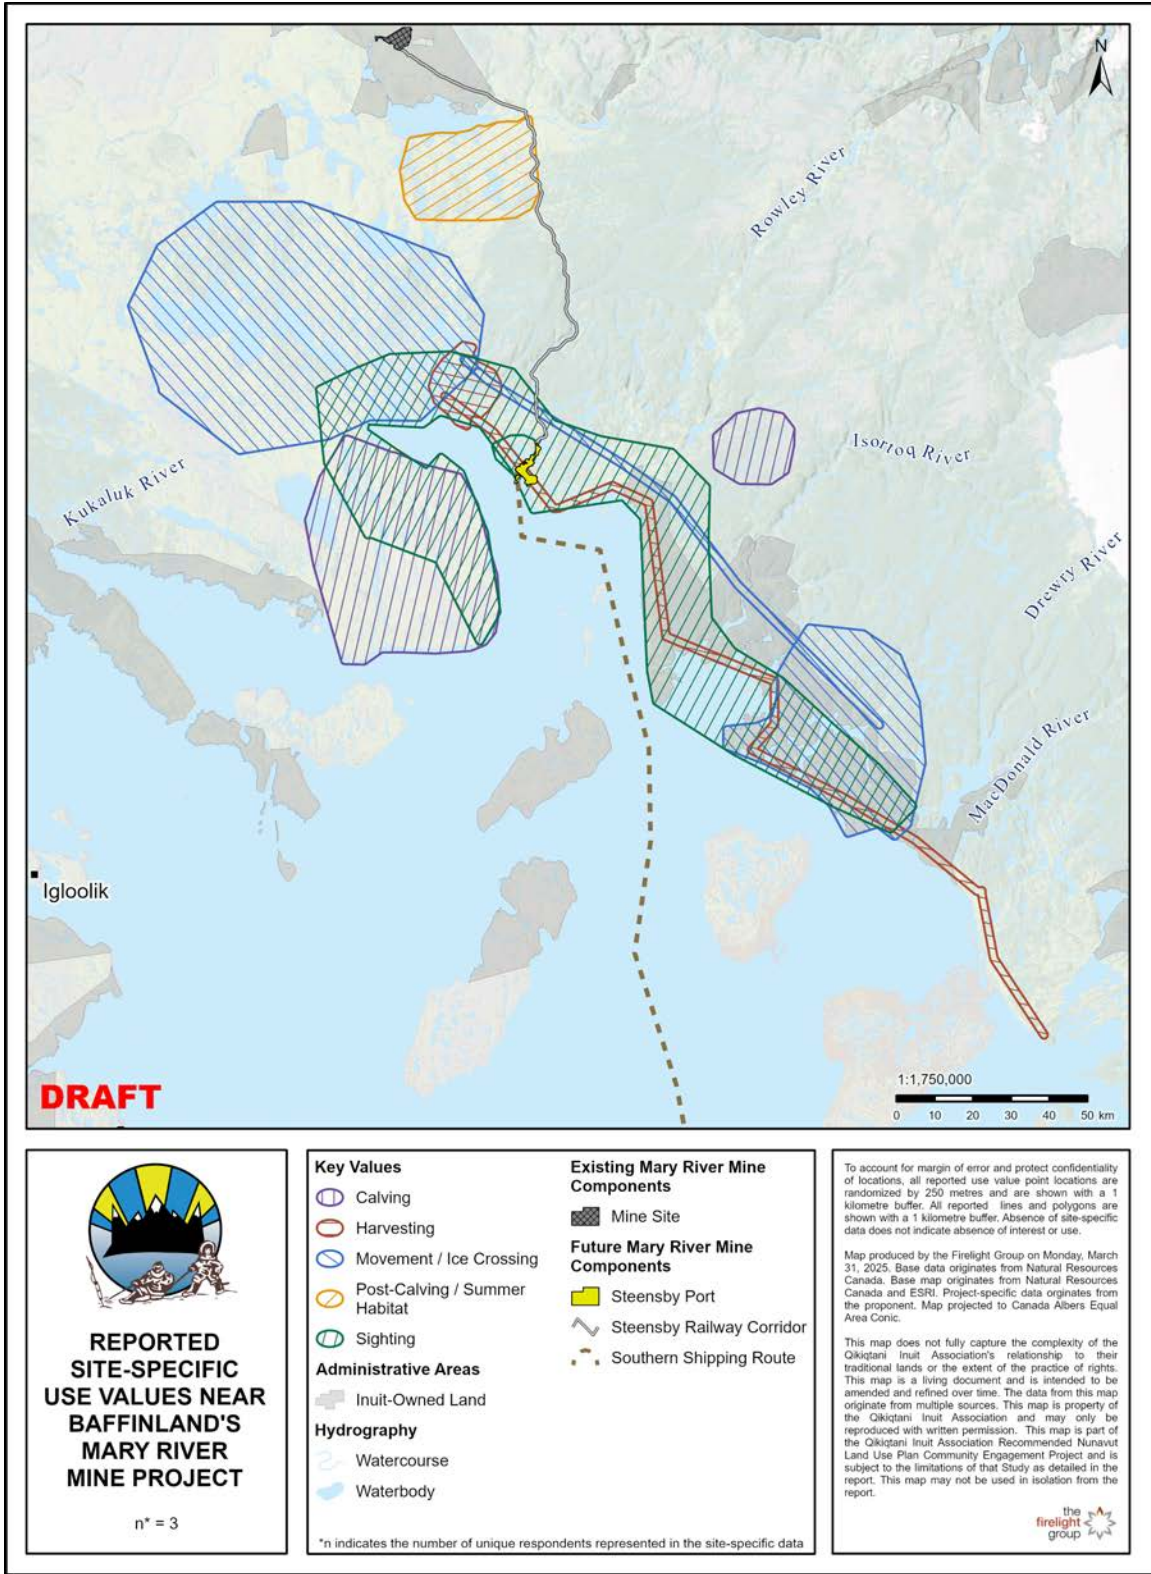 N
Rowley River
Isortoq River
Kukaluk River
Drewry River
MacDonald River
Igloolik
DRAFT
1:1,750,000
0 10 20 30 40 50 km
REPORTED
SITE-SPECIFIC
USE VALUES NEAR
BAFFINLAND'S
MARY RIVER
MINE PROJECT
n* = 3
Key Values
Calving
Harvesting
Movement / Ice Crossing
Post-Calving / Summer
Habitat
Sighting
Administrative Areas
Inuit-Owned Land
Hydrography
Watercourse
Waterbody
Existing Mary River Mine
Components
Mine Site
Future Mary River Mine
Components
Steensby Port
Steensby Railway Corridor
Southern Shipping Route
*n indicates the number of unique respondents represented in the site-specific data
To account for margin of error and protect confidentiality
of locations, all reported use value point locations are
randomized by 250 metres and are shown with a 1
kilometre buffer. All reported lines and polygons are
shown with a 1 kilometre buffer. Absence of site-specific
data does not indicate absence of interest or use.
Map produced by the Firelight Group on Monday, March
31, 2025. Base data originates from Natural Resources
Canada. Base map originates from Natural Resources
Canada and ESRI. Project-specific data orginates from
the proponent. Map projected to Canada Albers Equal
Area Conic.
This map does not fully capture the complexity of the
Qikiqtani Inuit Association's relationship to their
traditional lands or the extent of the practice of rights.
This map is a living document and is intended to be
amended and refined over time. The data from this map
originate from multiple sources. This map is property of
the Qikiqtani Inuit Association and may only be
reproduced with written permission. This map is part of
the Qikiqtani Inuit Association Recommended Nunavut
Land Use Plan Community Engagement Project and is
subject to the limitations of that Study as detailed in the
report. This map may not be used in isolation from the
report.
the
firelight
group